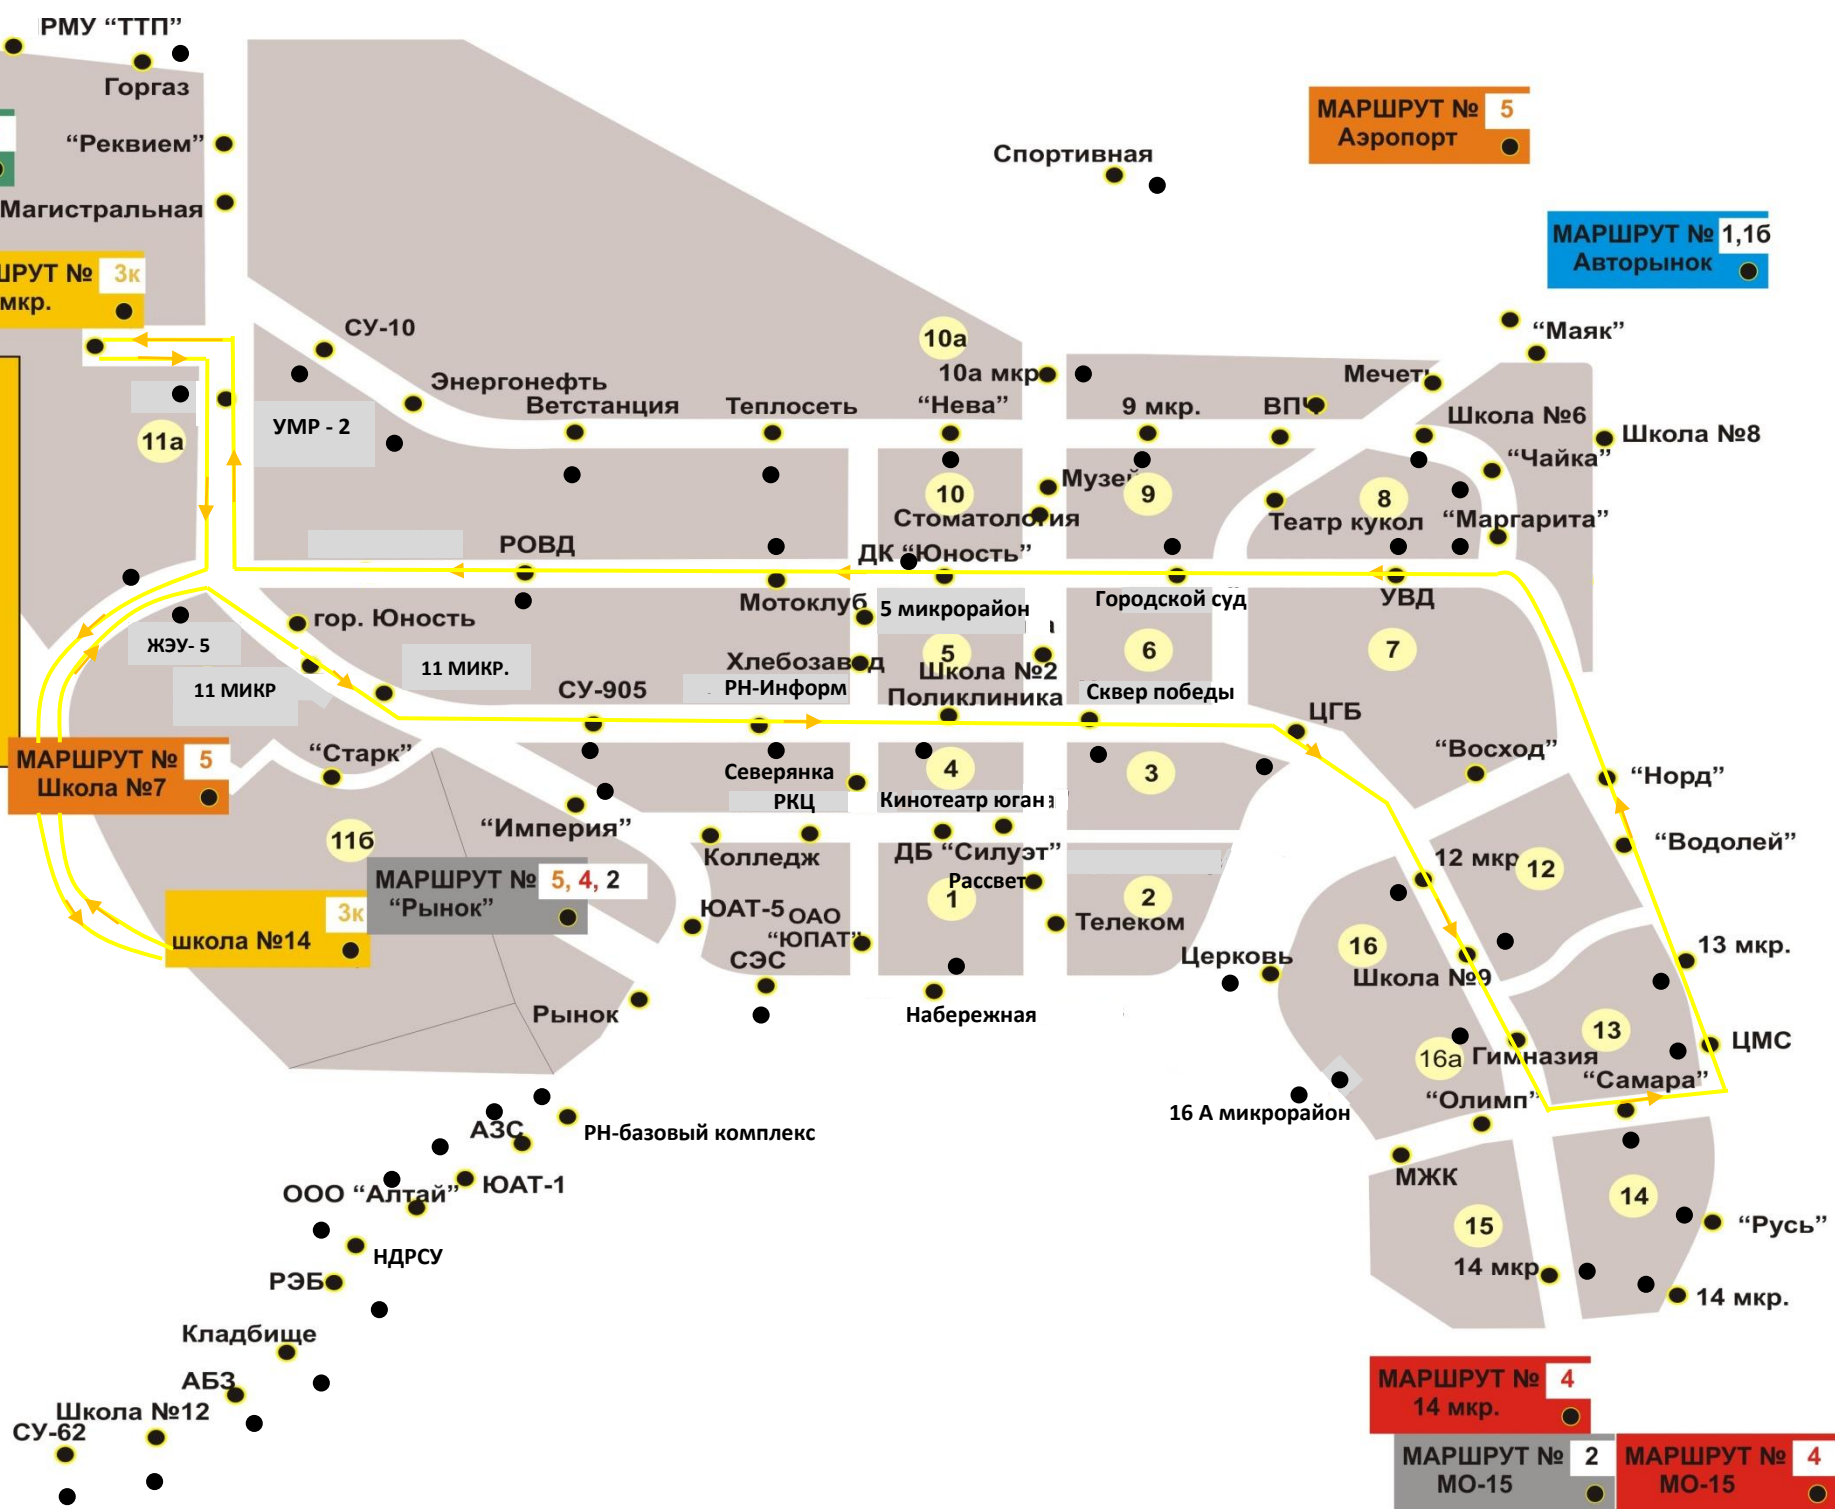 РМУ “ТТП”
Горгаз
“Реквием”
Магистральная
МАРШРУТ № 5
Аэропорт
Спортивная
МАРШРУТ № 1,1б
Авторынок
3к
мкр.
СУ-10
Энергонефть
Ветстанция
Теплосеть
10а
10а мкр
“Нева”
9 мкр.
ВПЧ
Мечеть
“Маяк”
Школа №6
Школа №8
“Чайка”
11а
УМР - 2
10
Музей
9
8
Стоматология
Театр кукол
“Маргарита”
РОВД
ДК “Юность”
Мотоклуб
5 микрорайон
Городской суд
УВД
гор. Юность
ЖЭУ- 5
11 МИКР
11 МИКР.
Хлебозавод
РН-Информ
5
Школа №2
Поликлиника
6
7
Сквер победы
СУ-905
ЦГБ
“Восход”
“Норд”
МАРШРУТ № 5
Школа №7
“Старк”
Северянка
РКЦ
4
3
Кинотеатр юган
“Империя”
11б
Колледж
ДБ “Силуэт”
Рассвет
1
2
12 мкр
12
“Водолей”
МАРШРУТ № 5, 4, 2
“Рынок”
3к
школа №14
ЮАТ-5
ОАО
“ЮПАТ”
Телеком
СЭС
Церковь
16
Школа №9
13 мкр.
Рынок
Набережная
13
ЦМС
16а
Гимназия
“Самара”
“Олимп”
16 А микрорайон
АЗС
РН-базовый комплекс
МЖК
ООО “Алтай”
ЮАТ-1
14
15
“Русь”
НДРСУ
РЭБ
14 мкр
14 мкр.
Кладбище
АБЗ
Школа №12
СУ-62
МАРШРУТ № 4
14 мкр.
МАРШРУТ № 2
МО-15
МАРШРУТ № 4
МО-15